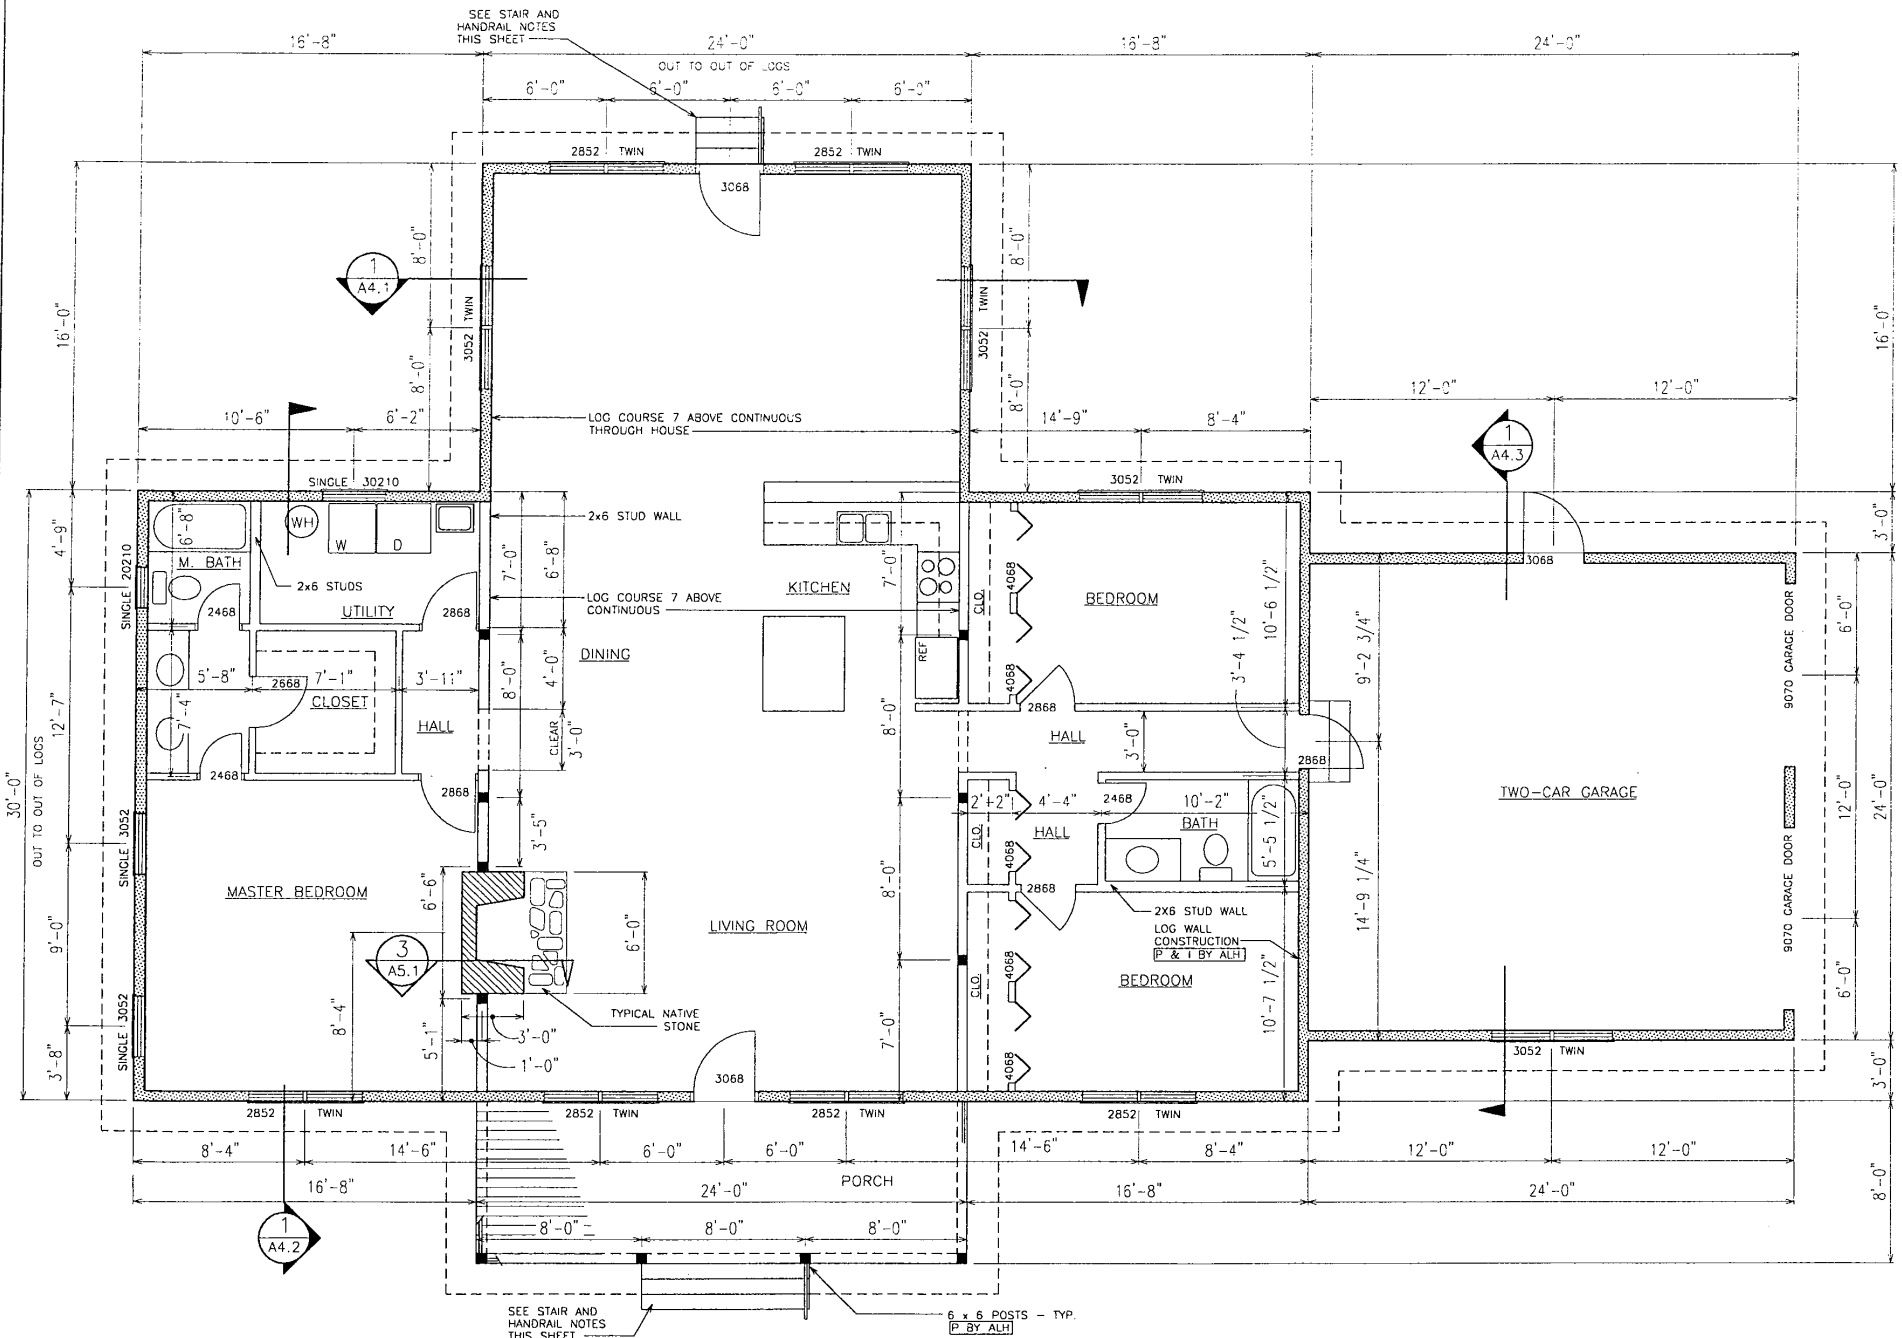 SEE STAIR AND
HANDRAIL NOTES
THIS SHEET
16'-8"
24'-0"
16'-8"
24'-0"
OUT TO OUT OF LOGS
6'-0"
6'-0"
6'-0"
6'-0"
2852 TWIN
2852 TWIN
3068
8'-0"
8'-0"
1
A4.1
3052 TWIN
3052 TWIN
16'-0"
16'-0"
8'-0"
8'-0"
12'-0"
12'-0"
10'-6"
6'-2"
LOG COURSE 7 ABOVE CONTINUOUS
THROUGH HOUSE
14'-9"
8'-4"
1
A4.3
SINGLE 30210
3052 TWIN
4'-9"
6'-8"
WH
W
D
2x6 STUD WALL
7'-0"
6'-8"
7'-0"
3'-0"
3068
SINGLE 20210
M. BATH
2x6 STUDS
2468
UTILITY
2868
LOG COURSE 7 ABOVE
CONTINUOUS
KITCHEN
CLO.
4068
BEDROOM
10'-6 1/2"
3'-4 1/2"
9'-2 3/4"
9070 GARAGE DOOR
6'-0"
DINING
REF
4068
5'-8"
2668
7'-1"
3'-11"
CLOSET
7'-4"
8'-0"
4'-0"
12'-7"
30'-0"
OUT TO OUT OF LOGS
HALL
CLEAR
3'-0"
8'-0"
2868
HALL
3'-0"
2868
2468
2868
TWO-CAR GARAGE
12'-0"
24'-0"
SINGLE 3052
3'-5"
2'-2"
4'-4"
2468
10'-2"
CLO.
HALL
4068
BATH
5'-5 1/2"
MASTER BEDROOM
6'-6"
6'-0"
LIVING ROOM
8'-0"
2868
2X6 STUD WALL
LOG WALL
CONSTRUCTION
P & T BY ALH
14'-9 1/4"
9070 GARAGE DOOR
9'-0"
3
A5.1
CLO.
4068
BEDROOM
10'-7 1/2"
6'-0"
SINGLE 3052
8'-4"
5'-1"
TYPICAL NATIVE
STONE
3'-0"
1'-0"
7'-0"
3'-8"
3068
4068
3052 TWIN
3'-0"
2852 TWIN
2852 TWIN
2852 TWIN
2852 TWIN
8'-4"
14'-6"
6'-0"
6'-0"
14'-6"
8'-4"
12'-0"
12'-0"
16'-8"
24'-0"
PORCH
16'-8"
24'-0"
8'-0"
1
A4.2
8'-0"
8'-0"
8'-0"
SEE STAIR AND
HANDRAIL NOTES
THIS SHEET
6 x 6 POSTS - TYP.
P BY ALH